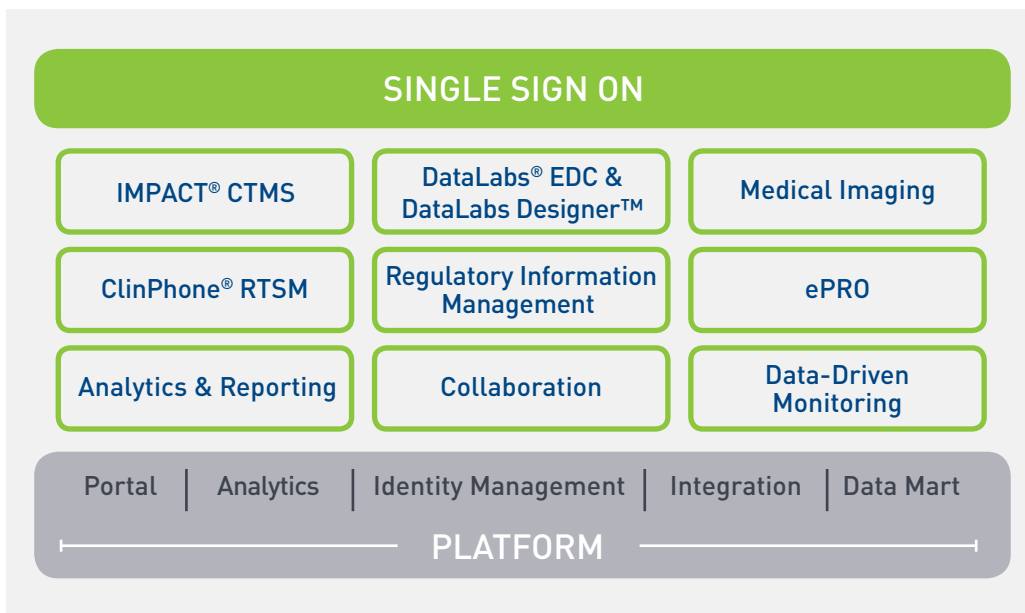 SINGLE SIGN ON
IMPACT® CTMS
DataLabs® EDC &
DataLabs Designer™
Medical Imaging
ClinPhone® RTSM
Regulatory Information
Management
ePRO
Analytics & Reporting
Collaboration
Data-Driven
Monitoring
Portal | Analytics | Identity Management | Integration | Data Mart
PLATFORM